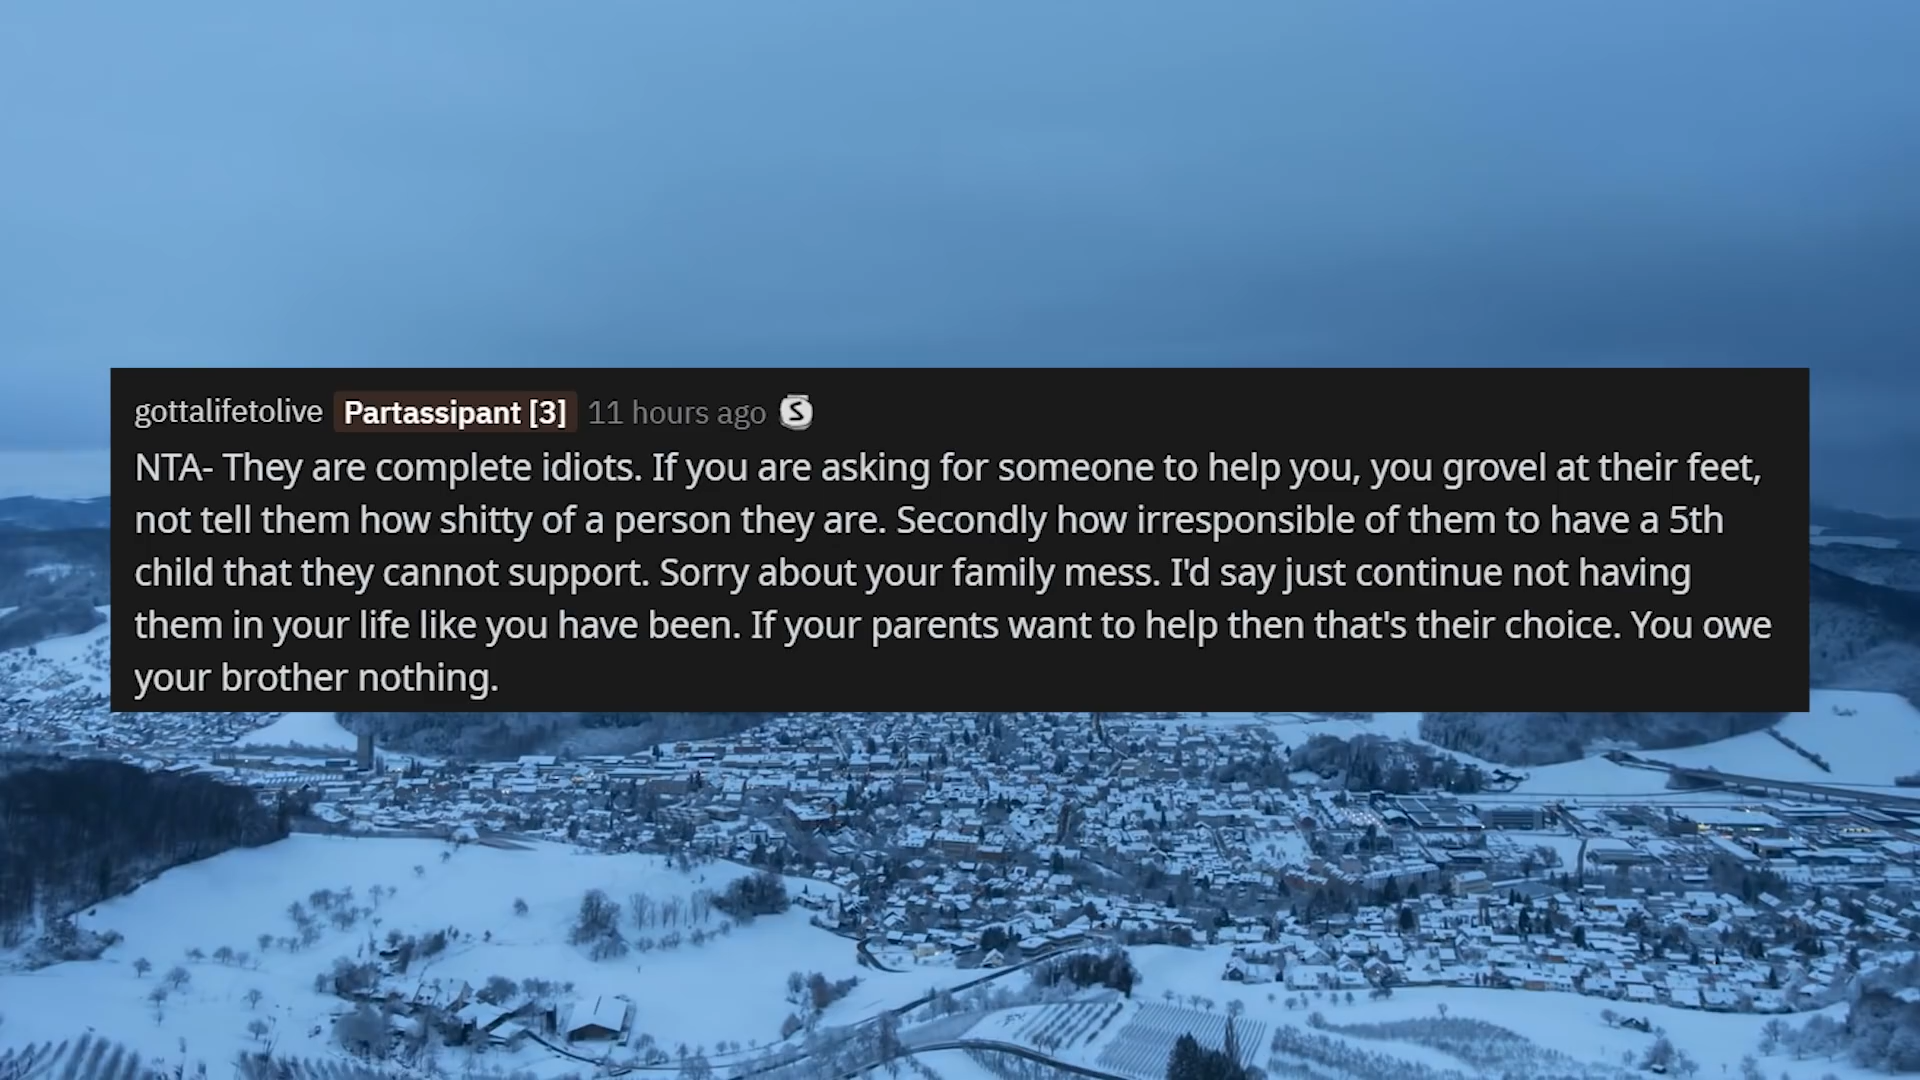 gottalifetolive Partassipant [3] 11 hours ago S
NTA- They are complete idiots. If you are asking for someone to help you, you grovel at their feet,
not tell them how shitty of a person they are. Secondly how irresponsible of them to have a 5th
child that they cannot support. Sorry about your family mess. I'd say just continue not having
them in your life like you have been. If your parents want to help then that's their choice. You owe
your brother nothing.